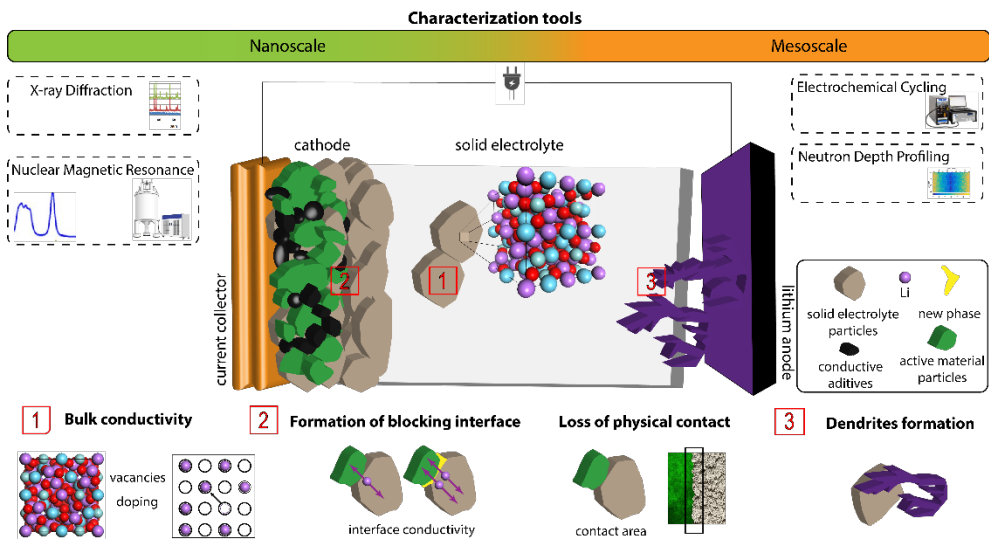 Characterization tools
Nanoscale
Mesoscale
X-ray Diffraction
Nuclear Magnetic Resonance
Electrochemical Cycling
Neutron Depth Profiling
cathode
solid electrolyte
current collector
lithium anode
2
1
3
solid electrolyte
particles
Li
new phase
conductive
aditives
active material
particles
1
Bulk conductivity
2
Formation of blocking interface
Loss of physical contact
3
Dendrites formation
vacancies
doping
interface conductivity
contact area